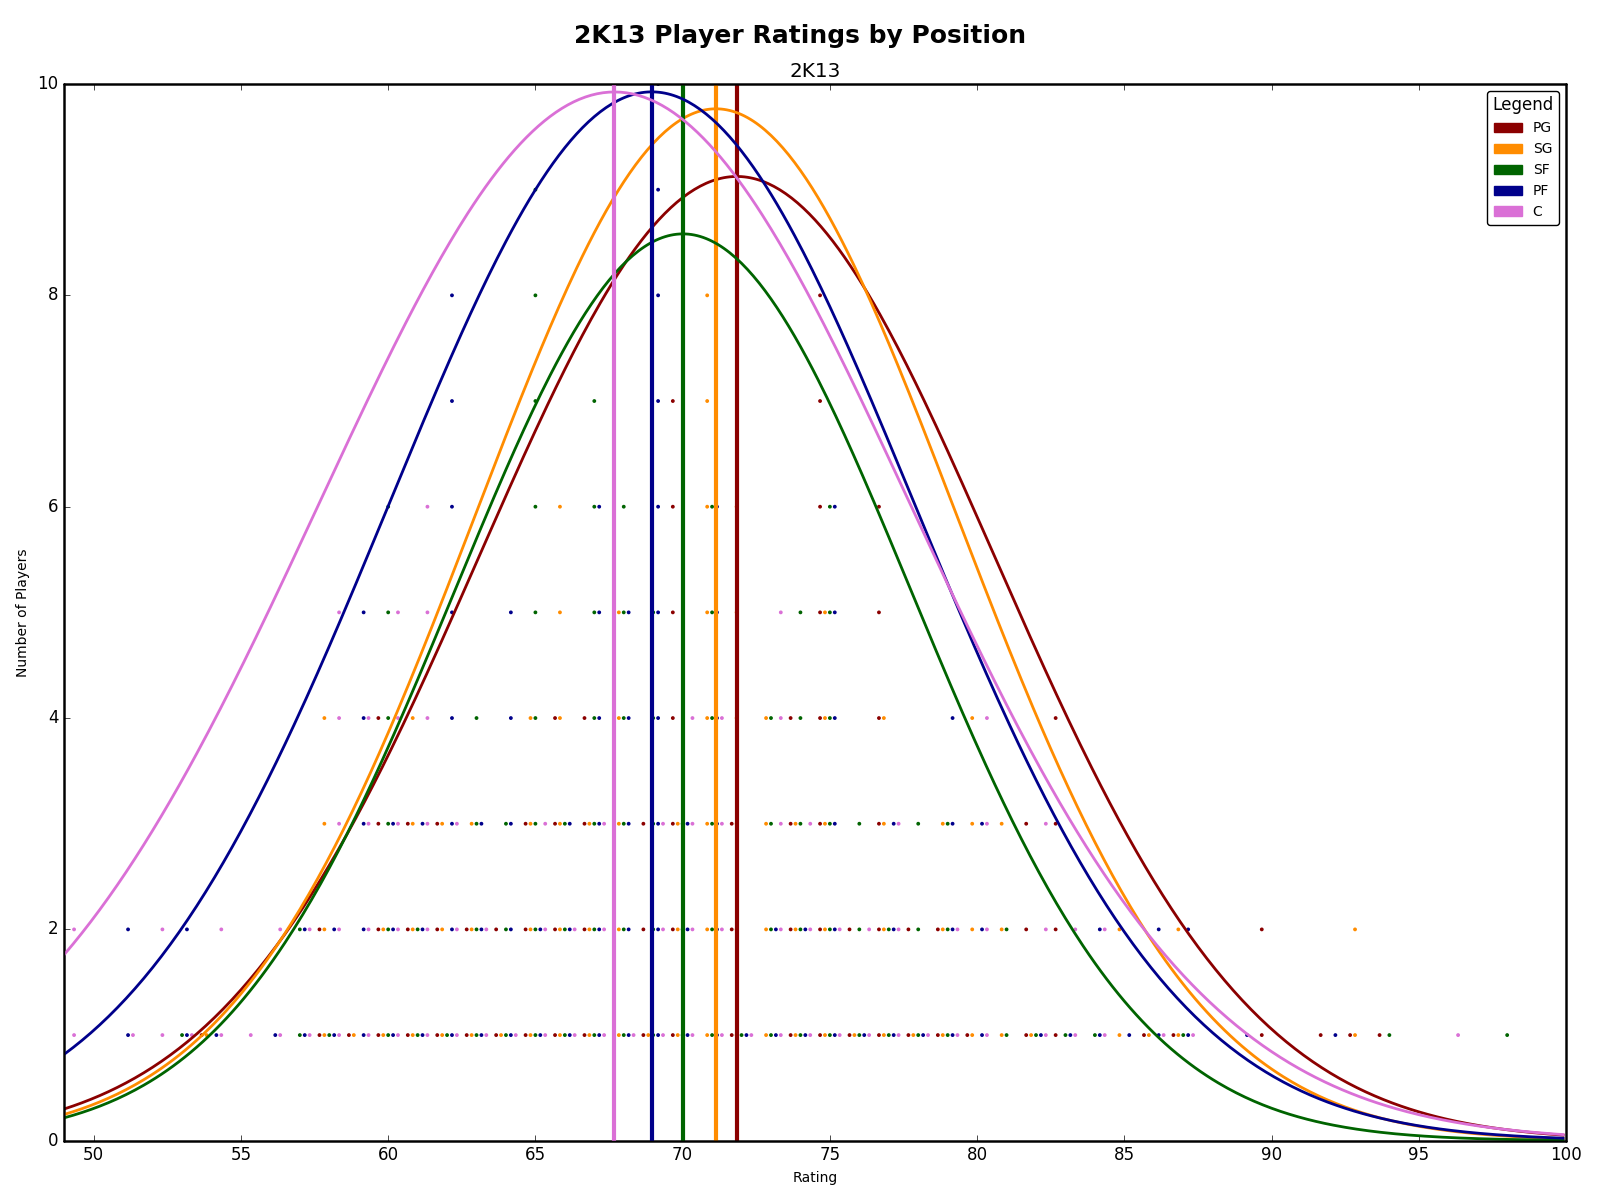 2K13 Player Ratings by Position
2K13
Legend
PG
SG
SF
PF
C
Number of Players
10
8
6
4
2
0
50 55 60 65 70 75 80 85 90 95 100
Rating